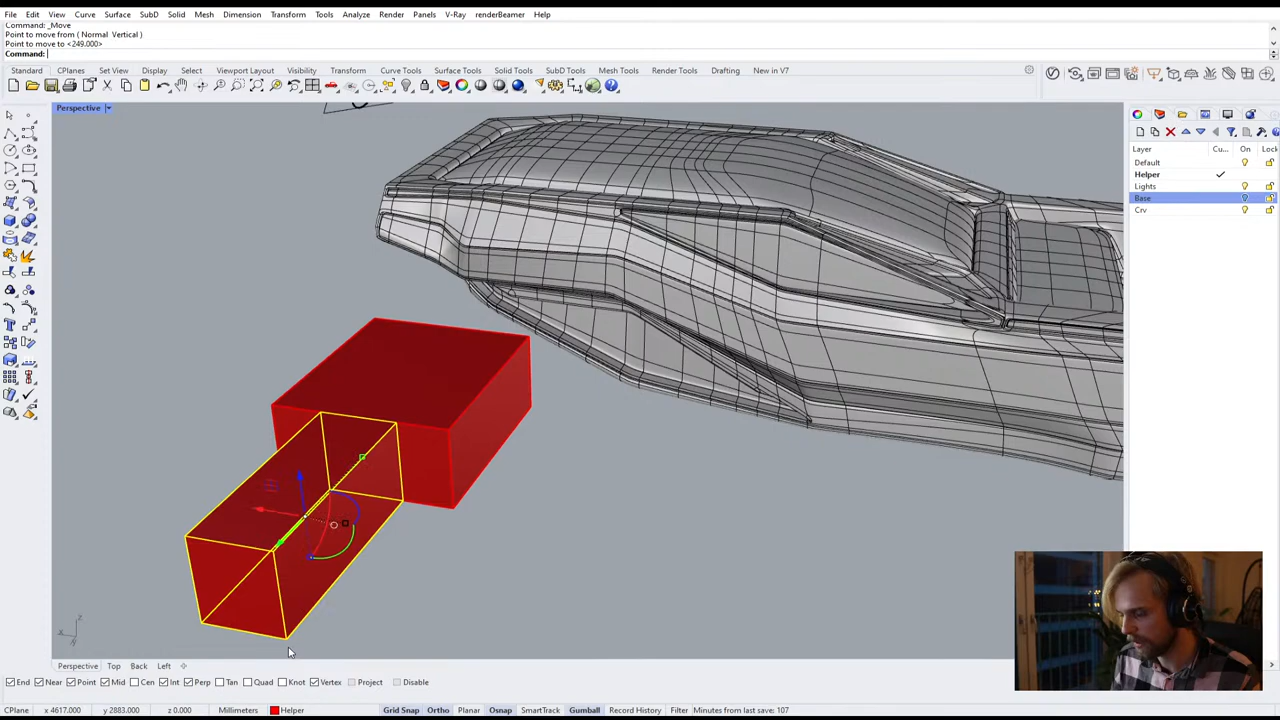 File Edit View Curve Surface SubD Solid Mesh Dimension Transform Tools Analyze Render Panels V-Ray renderBeamer Help
Command: _Move
Point to move from ( Normal Vertical )
Point to move to <249.000>
Command:
Standard CPlanes Set View Display Select Viewport Layout Visibility Transform Curve Tools Surface Tools Solid Tools SubD Tools Mesh Tools Render Tools Drafting New in V7
Perspective
Layer Cu... On Loc
Default
Helper
Lights
Base
Crv
z
x
Perspective Top Back Left
End Near Point Mid Cen Int Perp Tan Quad Knot Vertex Project Disable
CPlane x 4617.000 y 2883.000 z 0.000 Millimeters Helper Grid Snap Ortho Planar Osnap SmartTrack Gumball Record History Filter Minutes from last save: 107